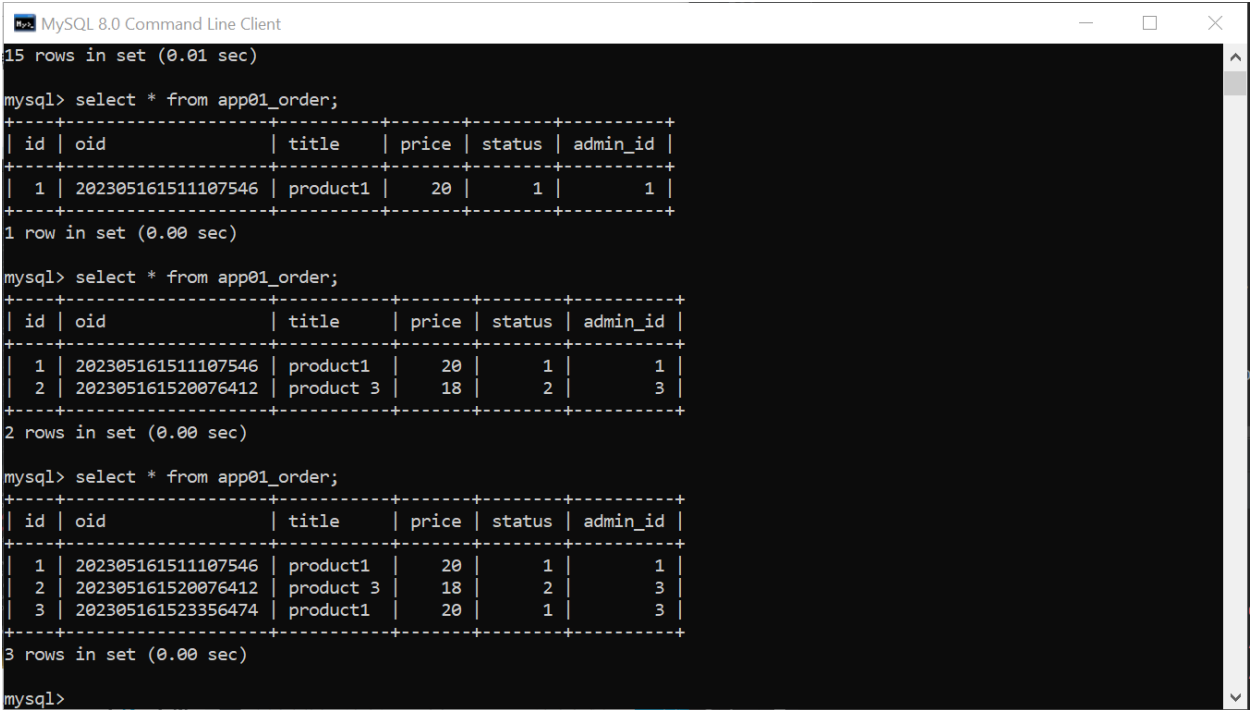 MySQL 8.0 Command Line Client
15 rows in set (0.01 sec)
mysql> select * from app01_order;
+----+--------------------+----------+-------+--------+----------+
| id | oid                | title    | price | status | admin_id |
+----+--------------------+----------+-------+--------+----------+
|  1 | 202305161511107546 | product1 |    20 |      1 |        1 |
+----+--------------------+----------+-------+--------+----------+
1 row in set (0.00 sec)
mysql> select * from app01_order;
+----+--------------------+-----------+-------+--------+----------+
| id | oid                | title     | price | status | admin_id |
+----+--------------------+-----------+-------+--------+----------+
|  1 | 202305161511107546 | product1  |    20 |      1 |        1 |
|  2 | 202305161520076412 | product 3 |    18 |      2 |        3 |
+----+--------------------+-----------+-------+--------+----------+
2 rows in set (0.00 sec)
mysql> select * from app01_order;
+----+--------------------+-----------+-------+--------+----------+
| id | oid                | title     | price | status | admin_id |
+----+--------------------+-----------+-------+--------+----------+
|  1 | 202305161511107546 | product1  |    20 |      1 |        1 |
|  2 | 202305161520076412 | product 3 |    18 |      2 |        3 |
|  3 | 202305161523356474 | product1  |    20 |      1 |        3 |
+----+--------------------+-----------+-------+--------+----------+
3 rows in set (0.00 sec)
mysql>